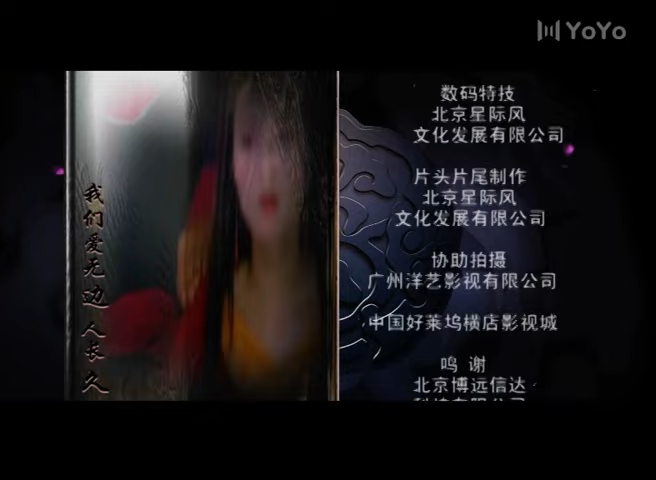 YoYo
我们爱无边 人长久
数码特技
北京星际风
文化发展有限公司
片头片尾制作
北京星际风
文化发展有限公司
协助拍摄
广州洋艺影视有限公司
中国好莱坞横店影视城
鸣 谢
北京博远信达